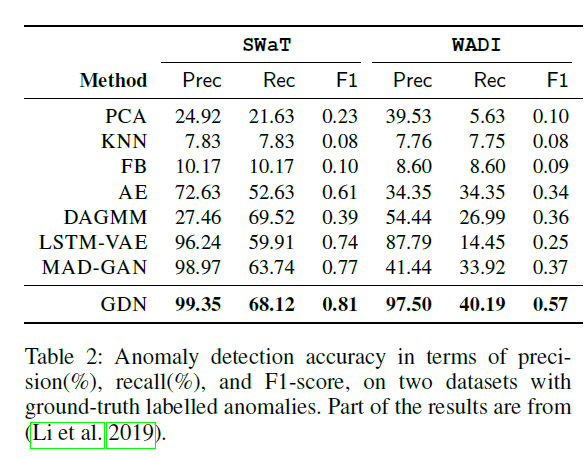 SWaT WADI
Method Prec Rec F1 Prec Rec F1
PCA 24.92 21.63 0.23 39.53 5.63 0.10
KNN 7.83 7.83 0.08 7.76 7.75 0.08
FB 10.17 10.17 0.10 8.60 8.60 0.09
AE 72.63 52.63 0.61 34.35 34.35 0.34
DAGMM 27.46 69.52 0.39 54.44 26.99 0.36
LSTM-VAE 96.24 59.91 0.74 87.79 14.45 0.25
MAD-GAN 98.97 63.74 0.77 41.44 33.92 0.37
GDN 99.35 68.12 0.81 97.50 40.19 0.57
Table 2: Anomaly detection accuracy in terms of preci-
sion(%), recall(%), and F1-score, on two datasets with
ground-truth labelled anomalies. Part of the results are from
(Li et al. 2019).